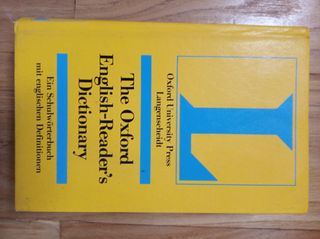 Oxford University Press
Langenscheidt
The Oxford
English-Reader's
Dictionary
Ein Schulwörterbuch
mit englischen Definitionen